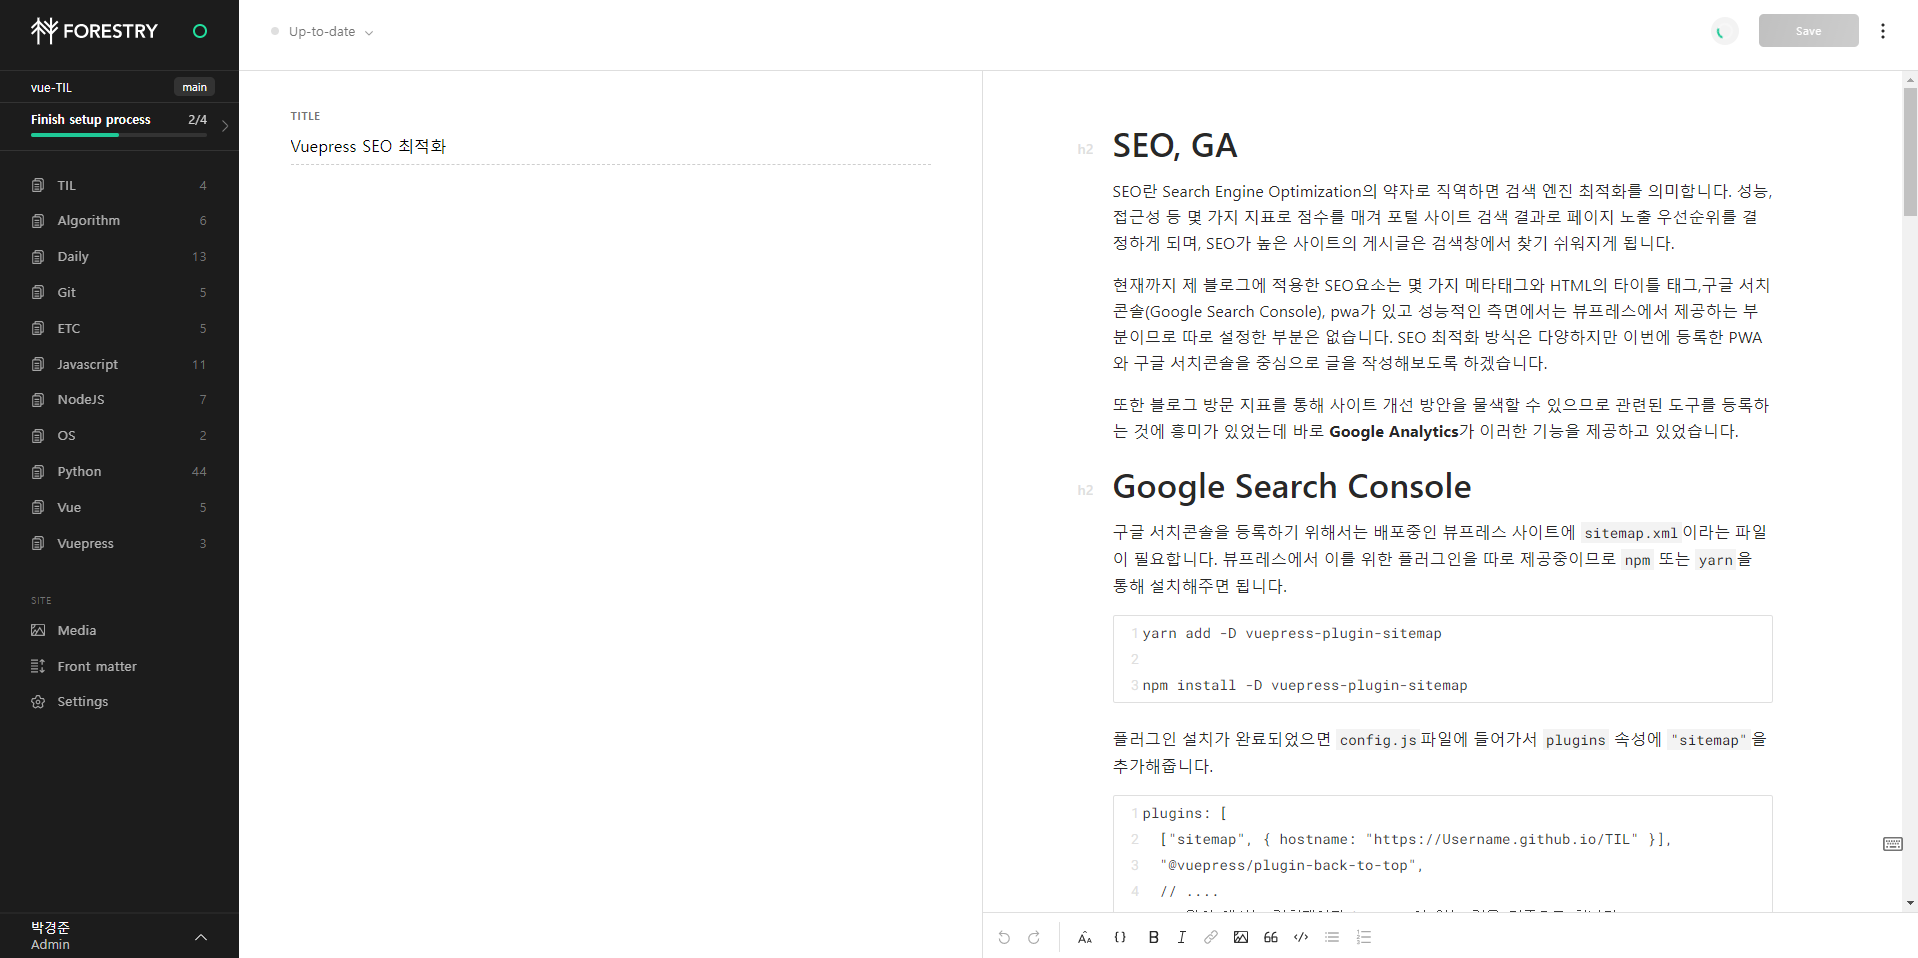 FORESTRY
Up-to-date
Save
vue-TIL
main
Finish setup process
2/4
TIL 4
Algorithm 6
Daily 13
Git 5
ETC 5
Javascript 11
NodeJS 7
OS 2
Python 44
Vue 5
Vuepress 3
SITE
Media
Front matter
Settings
박경준
Admin
TITLE
Vuepress SEO 최적화
h2 SEO, GA
SEO란 Search Engine Optimization의 약자로 직역하면 검색 엔진 최적화를 의미합니다. 성능,
접근성 등 몇 가지 지표로 점수를 매겨 포털 사이트 검색 결과로 페이지 노출 우선순위를 결
정하게 되며, SEO가 높은 사이트의 게시글은 검색창에서 찾기 쉬워지게 됩니다.
현재까지 제 블로그에 적용한 SEO요소는 몇 가지 메타태그와 HTML의 타이틀 태그,구글 서치
콘솔(Google Search Console), pwa가 있고 성능적인 측면에서는 뷰프레스에서 제공하는 부
분이므로 따로 설정한 부분은 없습니다. SEO 최적화 방식은 다양하지만 이번에 등록한 PWA
와 구글 서치콘솔을 중심으로 글을 작성해보도록 하겠습니다.
또한 블로그 방문 지표를 통해 사이트 개선 방안을 물색할 수 있으므로 관련된 도구를 등록하
는 것에 흥미가 있었는데 바로 Google Analytics가 이러한 기능을 제공하고 있었습니다.
h2 Google Search Console
구글 서치콘솔을 등록하기 위해서는 배포중인 뷰프레스 사이트에 sitemap.xml이라는 파일
이 필요합니다. 뷰프레스에서 이를 위한 플러그인을 따로 제공중이므로 npm 또는 yarn을
통해 설치해주면 됩니다.
1 yarn add -D vuepress-plugin-sitemap
2
3 npm install -D vuepress-plugin-sitemap
플러그인 설치가 완료되었으면 config.js파일에 들어가서 plugins 속성에 "sitemap"을
추가해줍니다.
1 plugins: [
2 ["sitemap", { hostname: "https://Username.github.io/TIL" }],
3 "@vuepress/plugin-back-to-top",
4 // ....